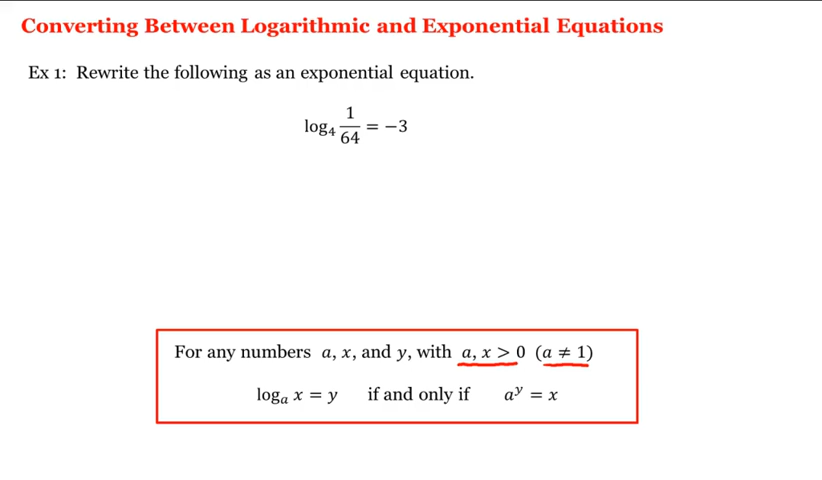 Converting Between Logarithmic and Exponential Equations
Ex 1: Rewrite the following as an exponential equation.
log₄ 1/64 = −3
For any numbers a, x, and y, with a, x > 0 (a ≠ 1)
logₐ x = y if and only if aʸ = x